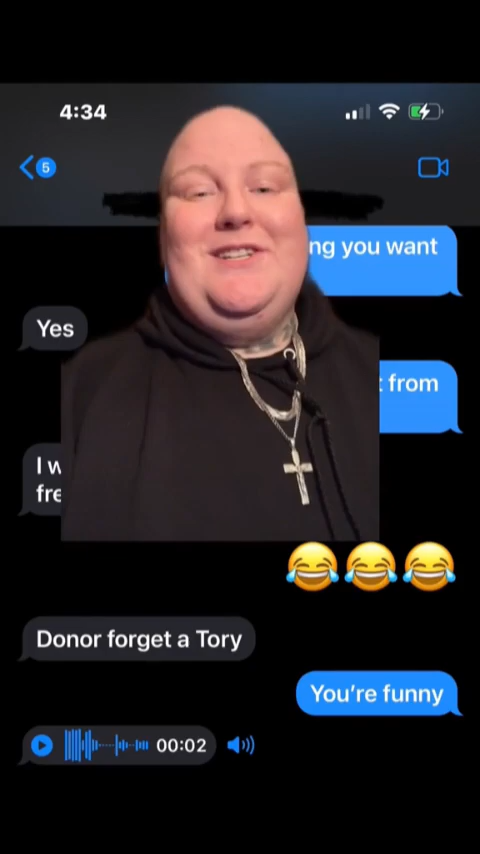 4:34
5
ng you want
Yes
from
I w
fre
Donor forget a Tory
You're funny
00:02